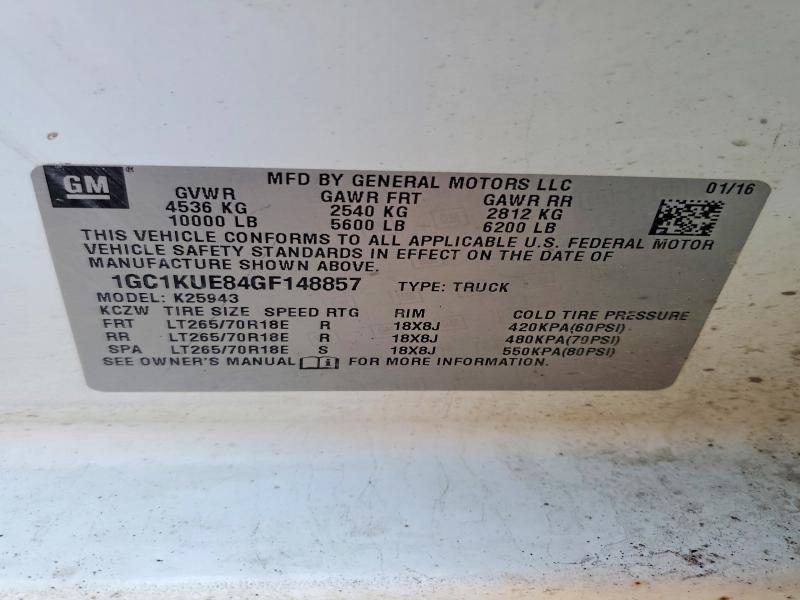 GM
MFD BY GENERAL MOTORS LLC 01/16
GVWR GAWR FRT GAWR RR
4536 KG 2540 KG 2812 KG
10000 LB 5600 LB 6200 LB
THIS VEHICLE CONFORMS TO ALL APPLICABLE U.S. FEDERAL MOTOR
VEHICLE SAFETY STANDARDS IN EFFECT ON THE DATE OF
MANUFACTURE SHOWN ABOVE.
1GC1KUE84GF148857 TYPE: TRUCK
MODEL: K25943
KCZW TIRE SIZE SPEED RTG RIM COLD TIRE PRESSURE
FRT LT265/70R18E R 18X8J 420KPA(60PSI)
RR LT265/70R18E R 18X8J 480KPA(70PSI)
SPA LT265/70R18E S 18X8J 550KPA(80PSI)
SEE OWNER'S MANUAL FOR MORE INFORMATION.